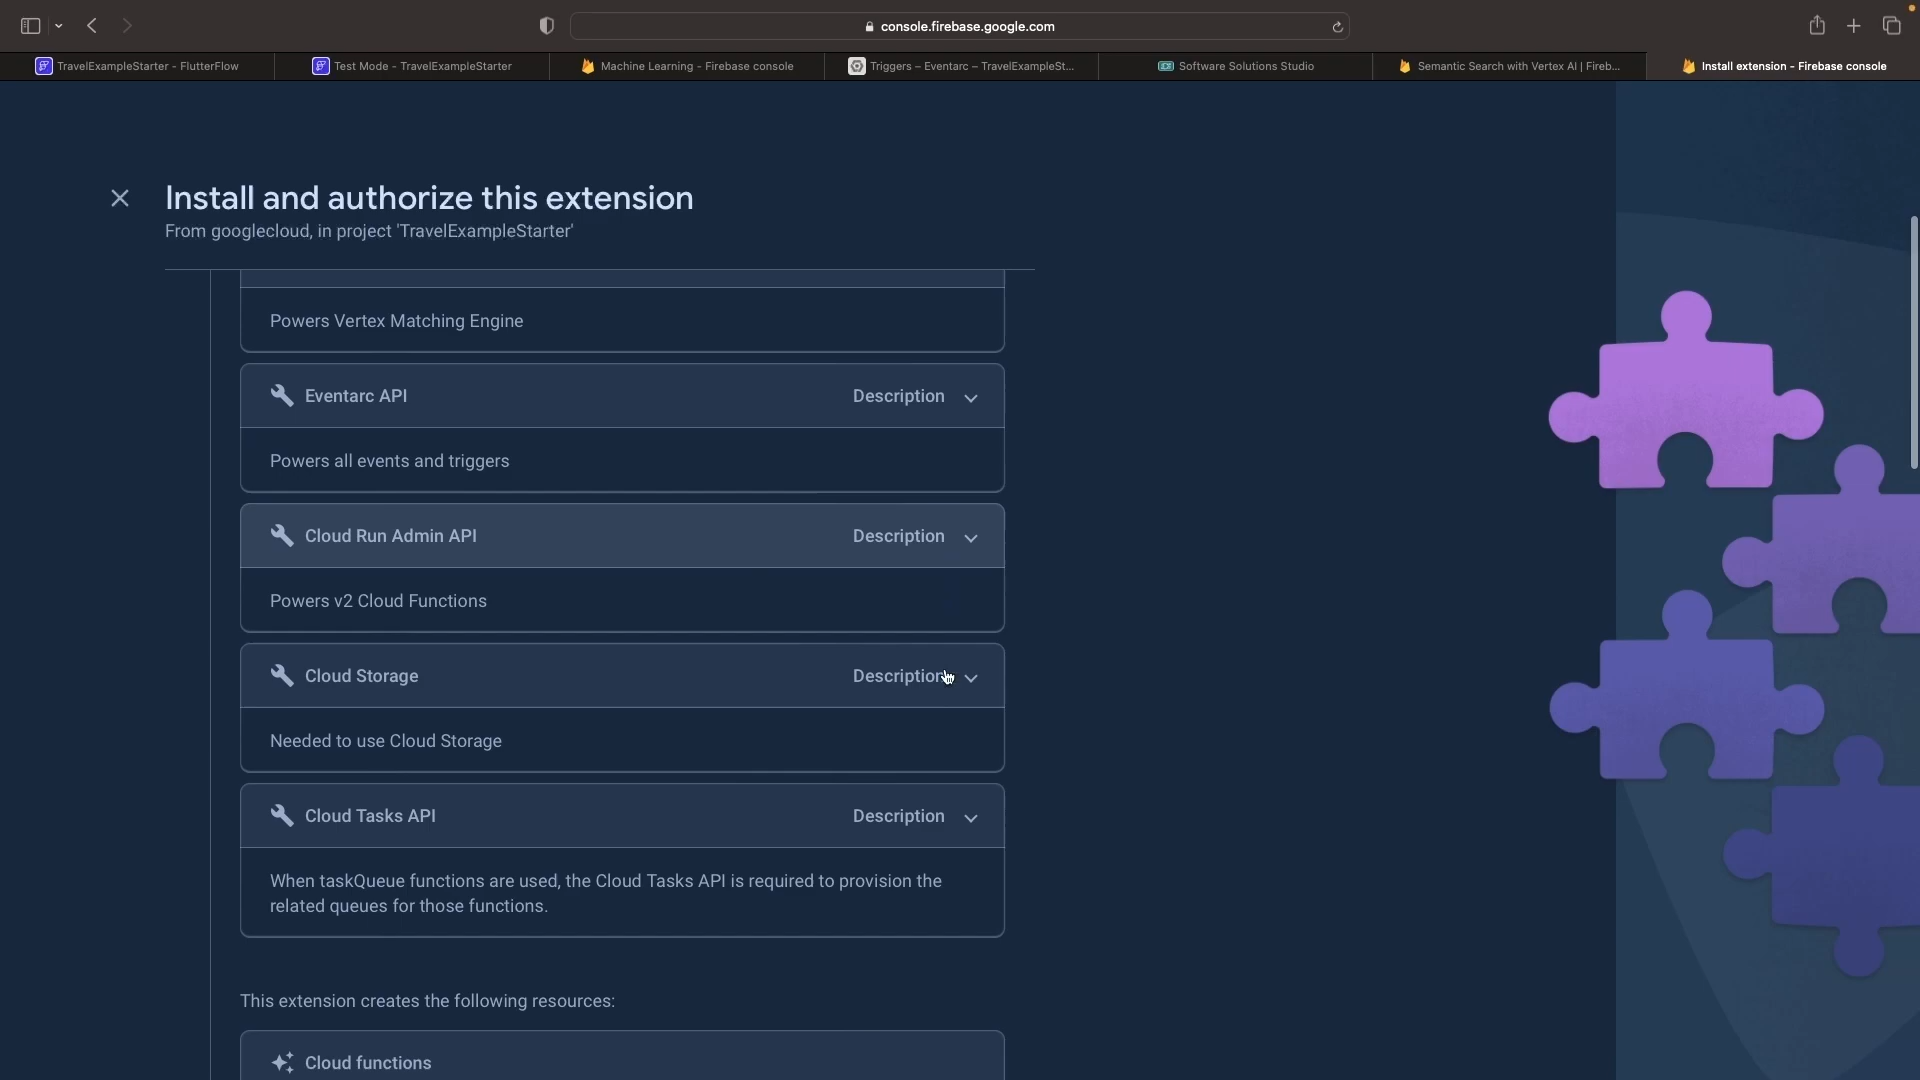 console.firebase.google.com
TravelExampleStarter - FlutterFlow
Test Mode - TravelExampleStarter
Machine Learning - Firebase console
Triggers – Eventarc – TravelExampleSt...
Software Solutions Studio
Semantic Search with Vertex AI | Fireb...
Install extension - Firebase console
Install and authorize this extension
From googlecloud, in project 'TravelExampleStarter'
Powers Vertex Matching Engine
Eventarc API Description
Powers all events and triggers
Cloud Run Admin API Description
Powers v2 Cloud Functions
Cloud Storage Description
Needed to use Cloud Storage
Cloud Tasks API Description
When taskQueue functions are used, the Cloud Tasks API is required to provision the
related queues for those functions.
This extension creates the following resources:
Cloud functions